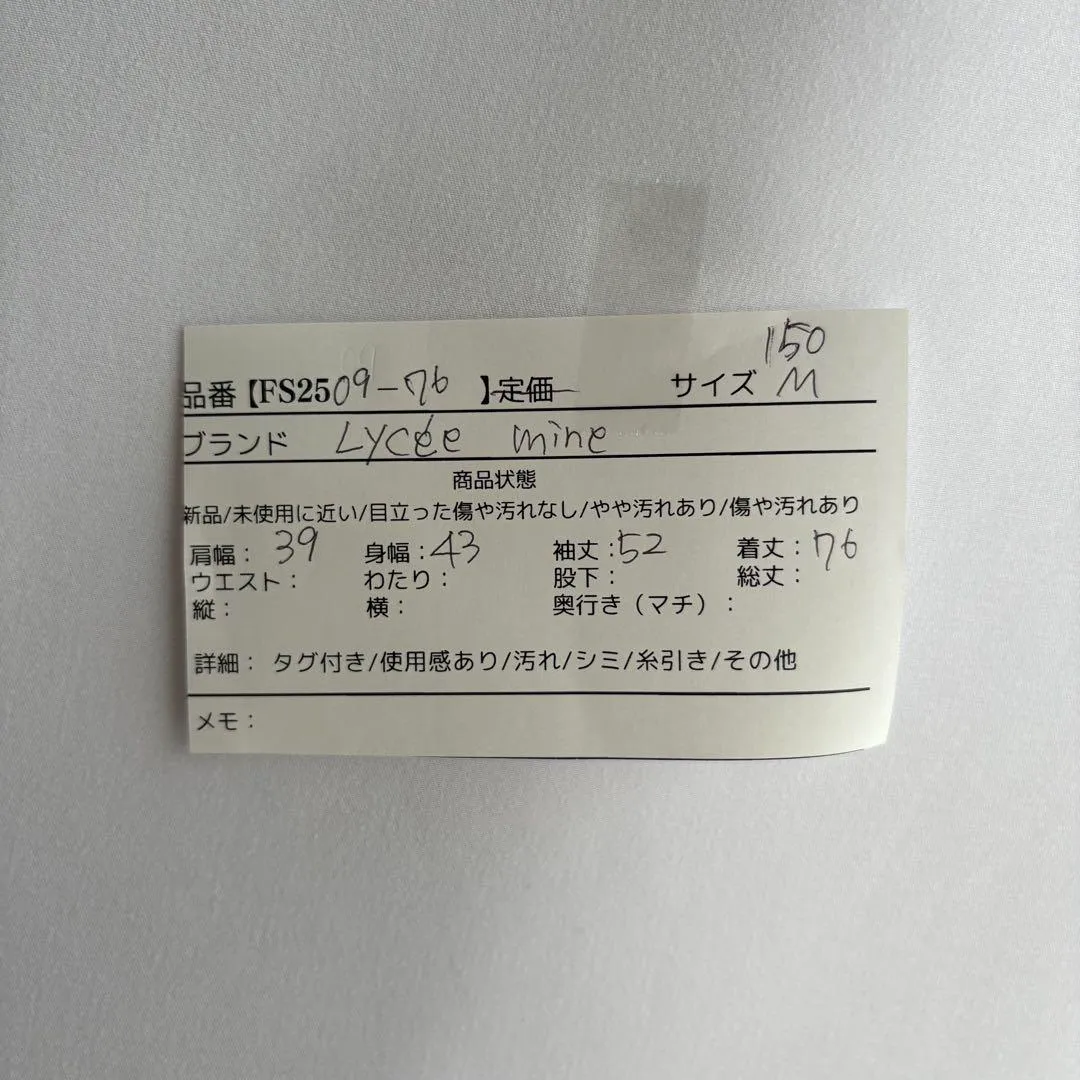 150
品番【FS2509-76 】定価 サイズ M
ブランド Lycée mine
商品状態
新品/未使用に近い/目立った傷や汚れなし/やや汚れあり/傷や汚れあり
肩幅：39 身幅：43 袖丈：52 着丈：76
ウエスト： わたり： 股下： 総丈：
縦： 横： 奥行き（マチ）：
詳細： タグ付き/使用感あり/汚れ/シミ/糸引き/その他
メモ：